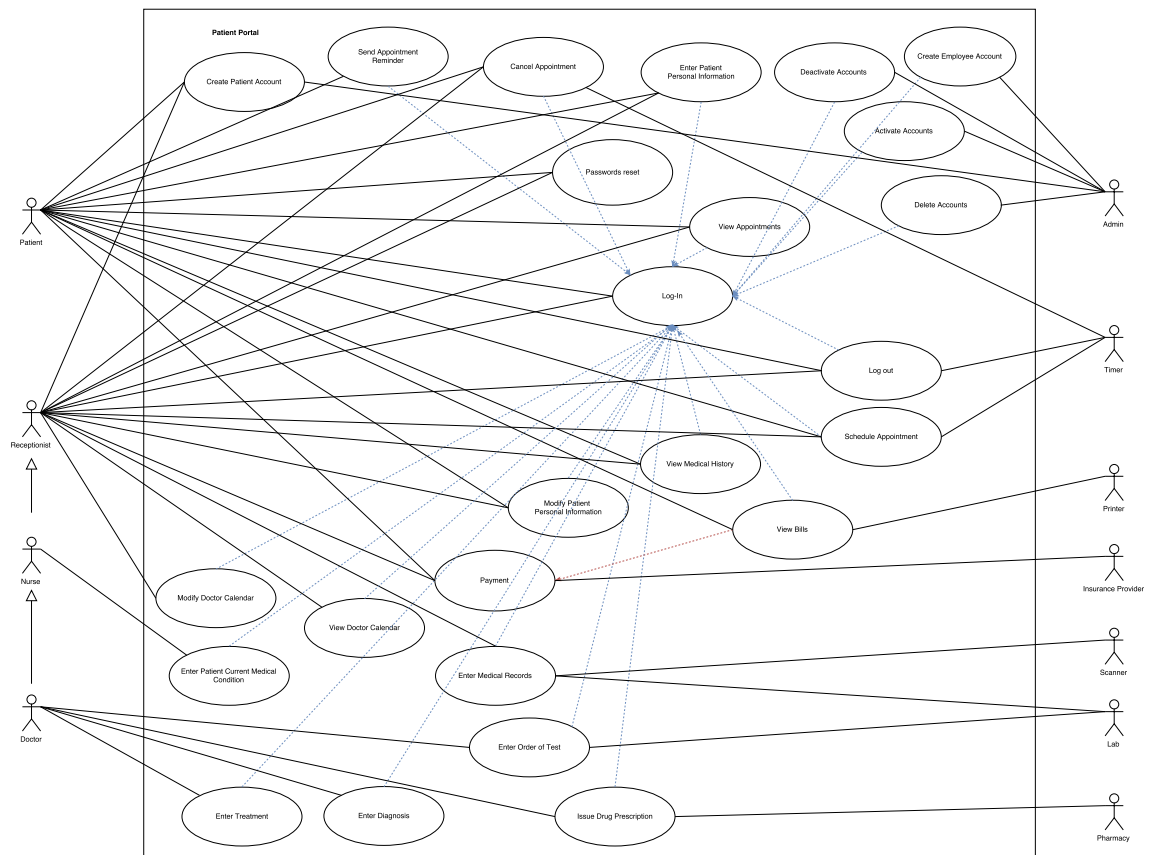 Patient Portal
Send Appointment
Reminder
Create Patient Account
Cancel Appointment
Enter Patient
Personal Information
Deactivate Accounts
Create Employee Account
Activate Accounts
Passwords reset
Delete Accounts
View Appointments
Patient
Admin
Log-In
Log out
Timer
Receptionist
Schedule Appointment
View Medical History
Modify Patient
Personal Information
View Bills
Printer
Nurse
Payment
Insurance Provider
Modify Doctor Calendar
View Doctor Calendar
Enter Patient Current Medical
Condition
Enter Medical Records
Scanner
Doctor
Enter Order of Test
Lab
Enter Treatment
Enter Diagnosis
Issue Drug Prescription
Pharmacy